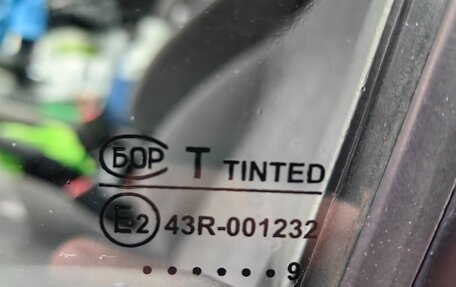 БОР T TINTED
E2 43R-001232
• • • • • • 9